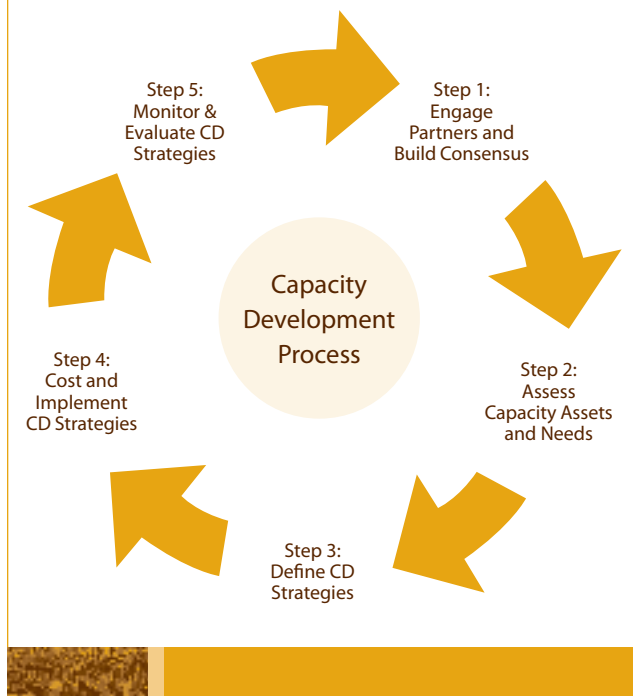 Capacity
Development
Process
Step 1:
Engage
Partners and
Build Consensus
Step 2:
Assess
Capacity Assets
and Needs
Step 3:
Define CD
Strategies
Step 4:
Cost and
Implement
CD Strategies
Step 5:
Monitor &
Evaluate CD
Strategies